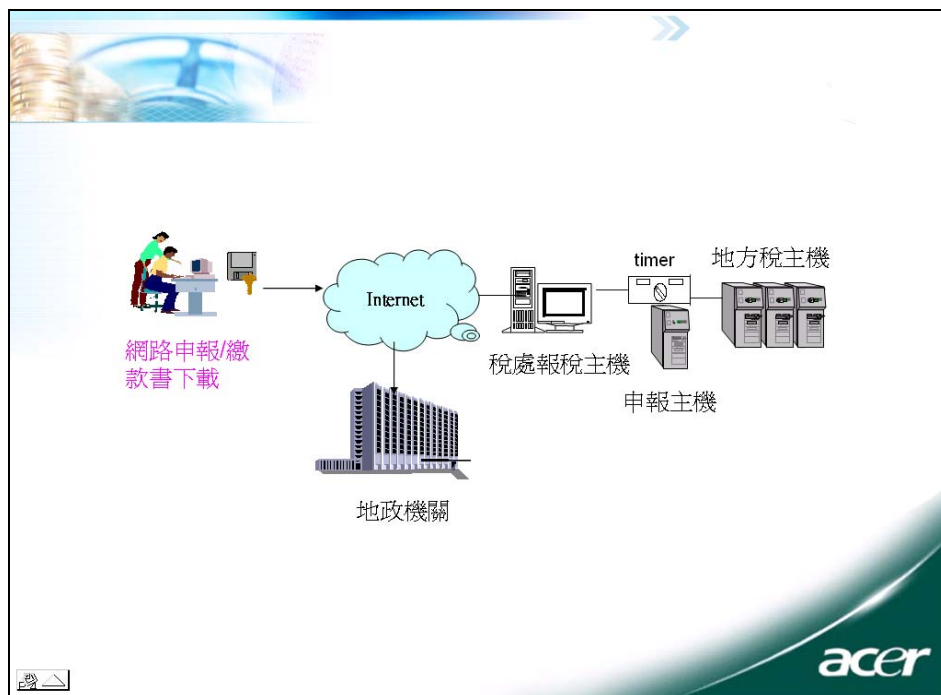 網路申報/繳
款書下載
Internet
地政機關
稅處報稅主機
timer
申報主機
地方稅主機
acer